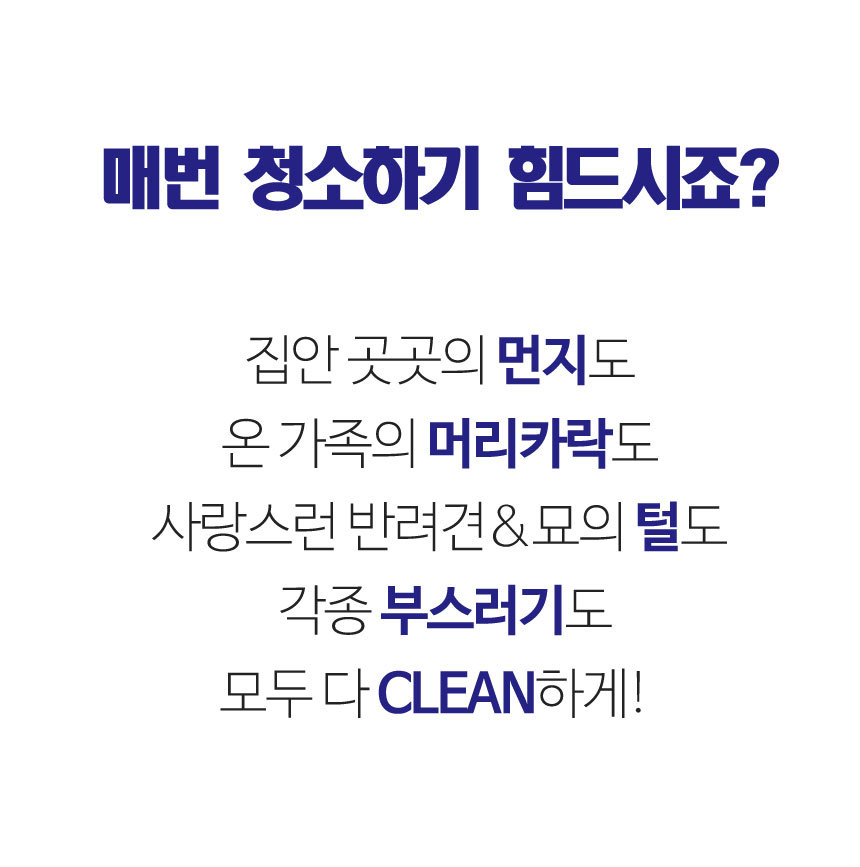 매번 청소하기 힘드시죠?
집안 곳곳의 먼지도
온 가족의 머리카락도
사랑스런 반려견&묘의 털도
각종 부스러기도
모두 다 CLEAN하게!